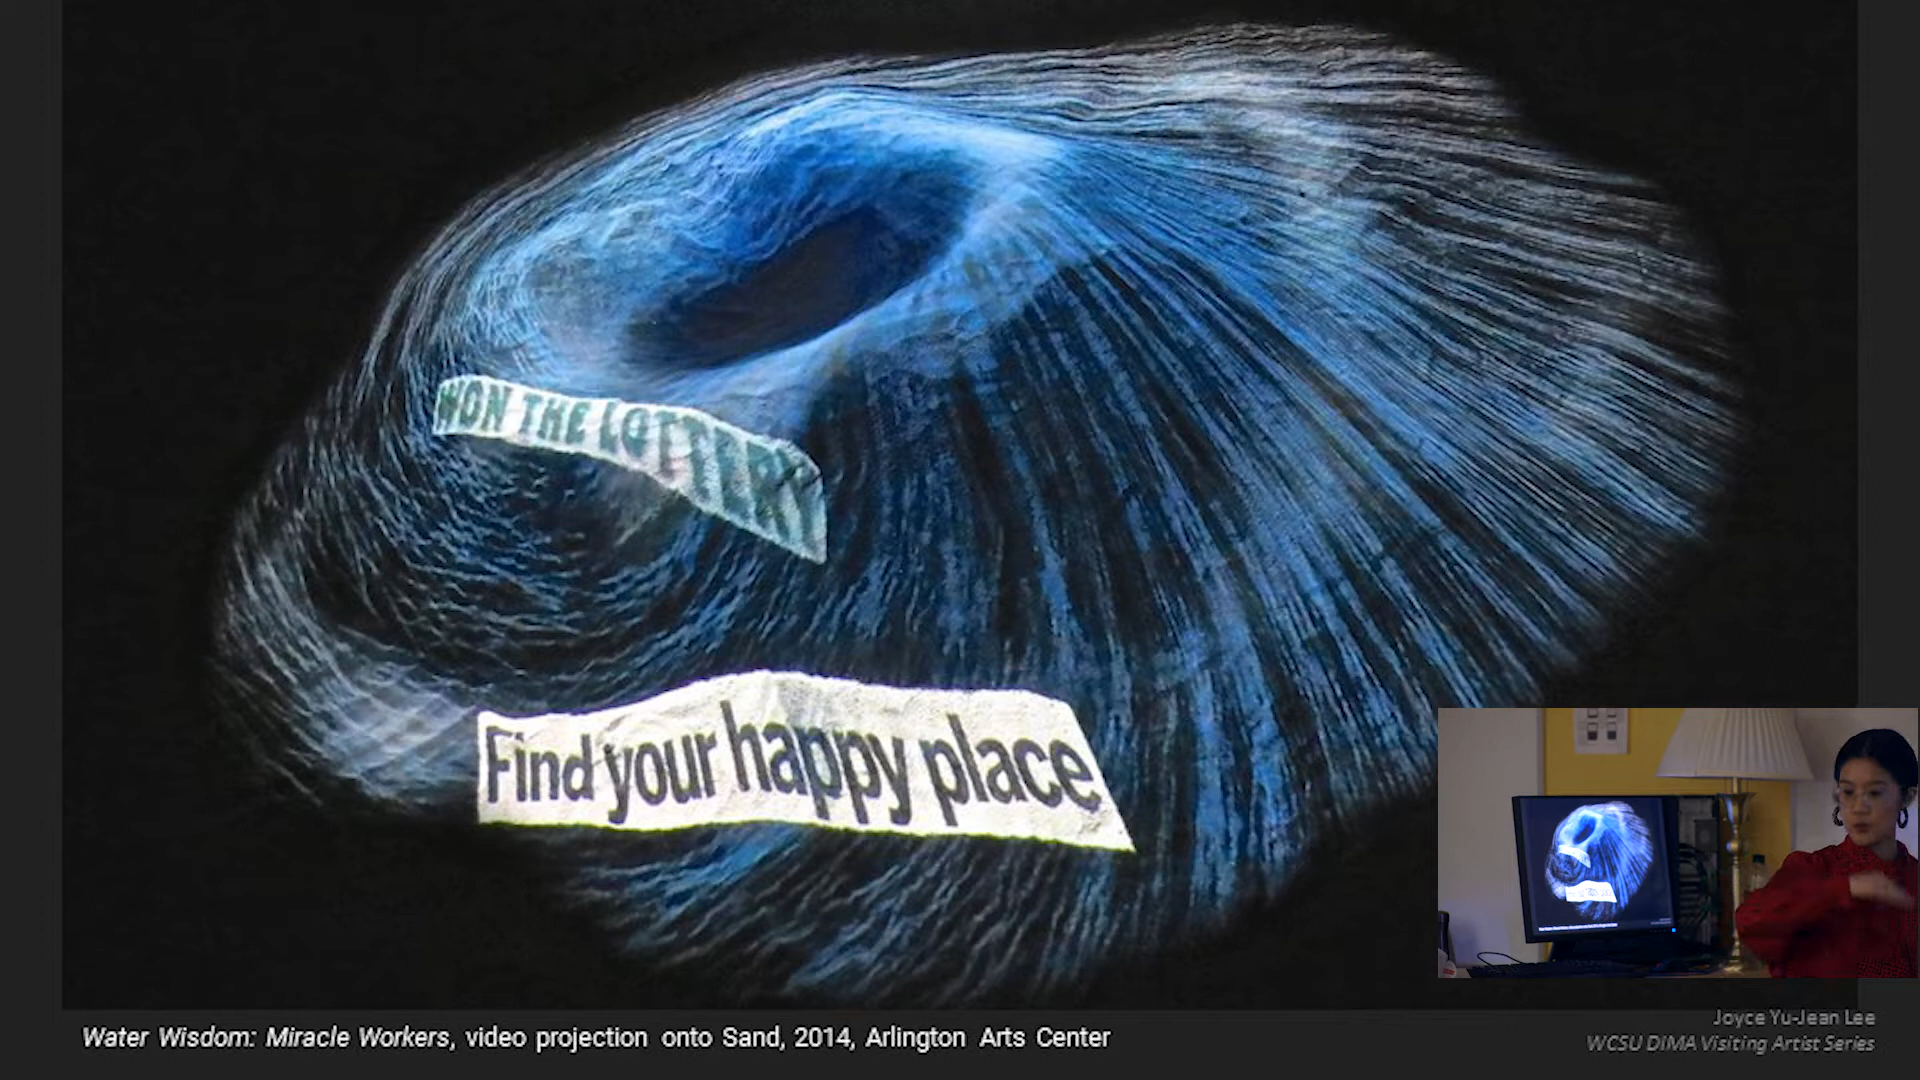 WON THE LOTTERY
Find your happy place
Water Wisdom: Miracle Workers, video projection onto Sand, 2014, Arlington Arts Center
Joyce Yu-Jean Lee
WCSU DIMA Visiting Artist Series